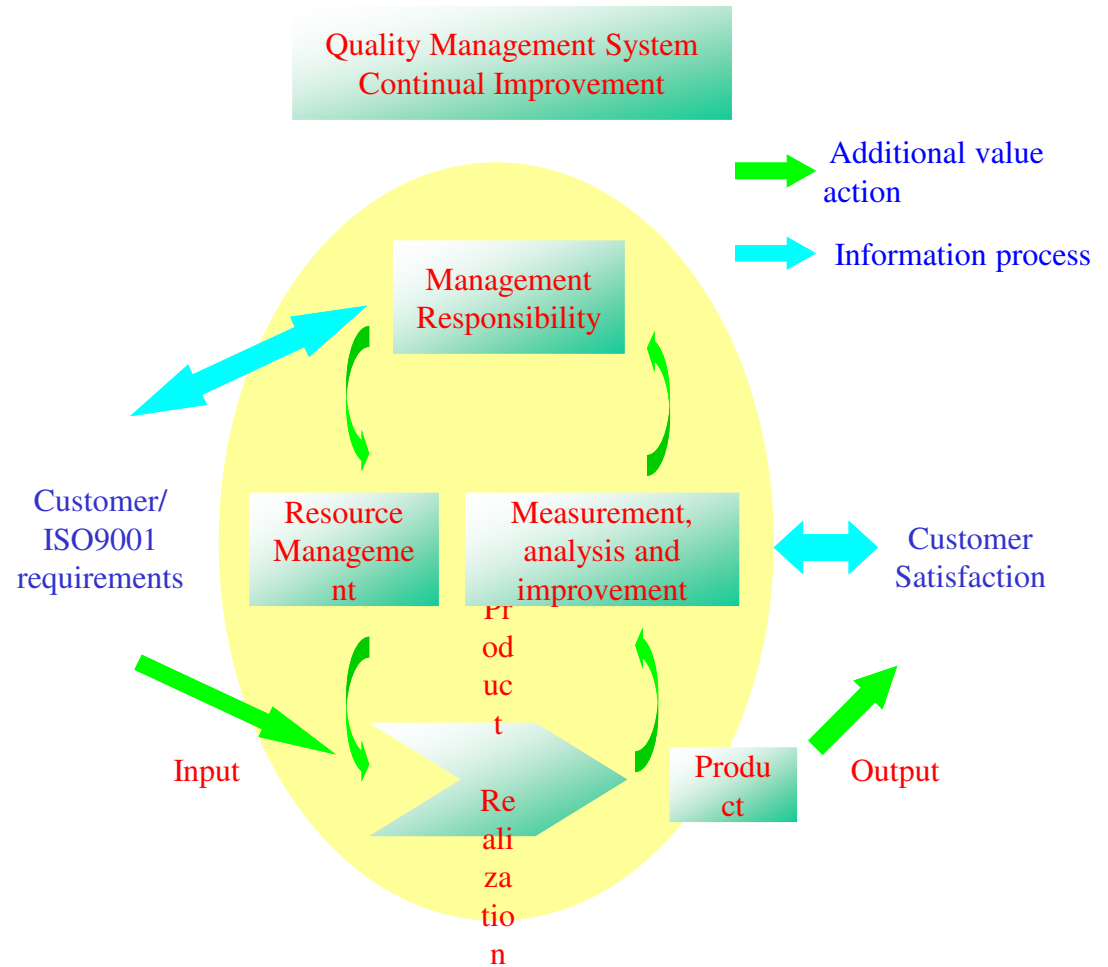 Quality Management System
Continual Improvement
Additional value
action
Information process
Management
Responsibility
Customer/
ISO9001
requirements
Resource
Manageme
nt
Measurement,
analysis and
improvement
Customer
Satisfaction
Pr
od
uc
t
Input
Re
ali
za
tio
n
Produ
ct
Output